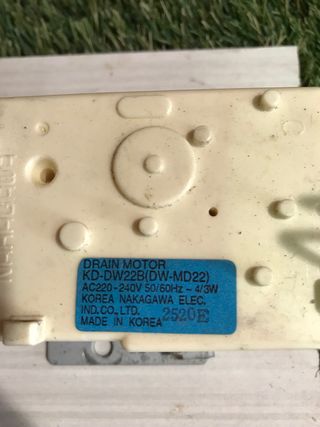 DRAIN MOTOR
KD-DW22B(DW-MD22)
AC220-240V 50/60Hz ~ 4/3W
KOREA NAKAGAWA ELEC.
IND.CO.,LTD.
MADE IN KOREA 2520E